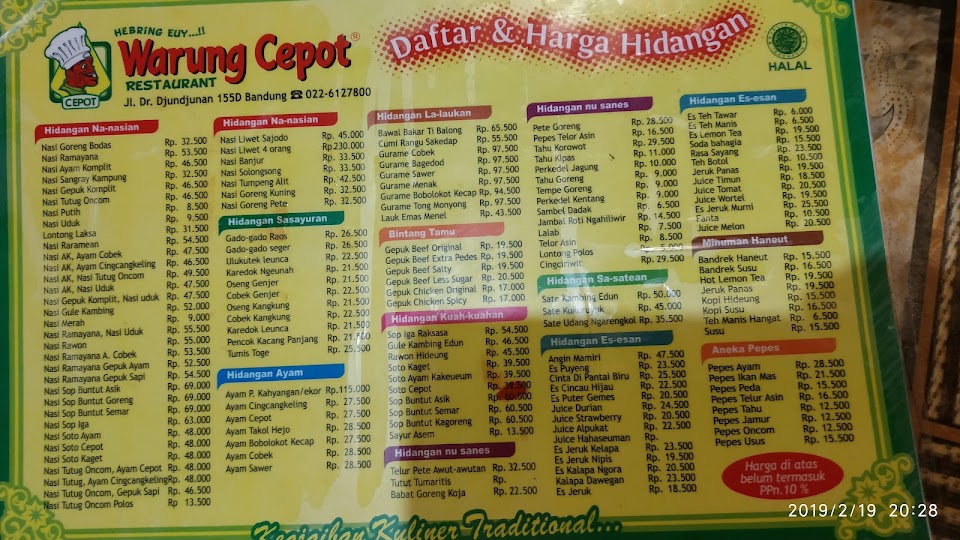 HEBRING EUY...!!
Warung Cepot®
RESTAURANT
CEPOT
Jl. Dr. Djundjunan 155D Bandung ☎ 022-6127800
Daftar & Harga Hidangan
HALAL
Hidangan Na-nasian
Nasi Goreng Bodas Rp. 32.500
Nasi Ramayana Rp. 53.500
Nasi Ayam Komplit Rp. 46.500
Nasi Sangray Kampung Rp. 32.500
Nasi Gepuk Komplit Rp. 46.500
Nasi Tutug Oncom Rp. 46.500
Nasi Putih Rp. 8.500
Nasi Uduk Rp. 9.500
Lontong Laksa Rp. 31.500
Nasi Raramean Rp. 54.500
Nasi AK, Ayam Cobek Rp. 47.500
Nasi AK, Ayam Cingcangkeling Rp. 46.500
Nasi AK, Nasi Tutug Oncom Rp. 49.500
Nasi AK, Nasi Uduk Rp. 47.500
Nasi Gepuk Komplit, Nasi uduk Rp. 47.500
Nasi Gule Kambing Rp. 52.000
Nasi Merah Rp. 9.000
Nasi Ramayana, Nasi Uduk Rp. 55.500
Nasi Rawon Rp. 55.000
Nasi Ramayana A. Cobek Rp. 53.500
Nasi Ramayana Gepuk Ayam Rp. 52.500
Nasi Ramayana Gepuk Sapi Rp. 54.500
Nasi Sop Buntut Asik Rp. 69.000
Nasi Sop Buntut Goreng Rp. 69.000
Nasi Sop Buntut Semar Rp. 69.000
Nasi Sop Iga Rp. 63.000
Nasi Soto Ayam Rp. 48.000
Nasi Soto Cepot Rp. 48.000
Nasi Soto Kaget Rp. 48.000
Nasi Tutug Oncom, Ayam Cepot Rp. 48.000
Nasi Tutug, Ayam Cingcangkeling Rp. 48.000
Nasi Tutug Oncom, Gepuk Sapi Rp. 46.500
Nasi Tutug Oncom Polos Rp. 13.500
Hidangan Na-nasian
Nasi Liwet Sajodo Rp. 45.000
Nasi Liwet 4 orang Rp.230.000
Nasi Banjur Rp. 33.500
Nasi Solongsong Rp. 33.500
Nasi Tumpeng Alit Rp. 42.500
Nasi Goreng Kuning Rp. 32.500
Nasi Goreng Pete Rp. 32.500
Hidangan Sasayuran
Gado-gado Raos Rp. 26.500
Gado-gado seger Rp. 26.500
Ulukutek leunca Rp. 22.500
Karedok Ngeunah Rp. 21.500
Oseng Genjer Rp. 21.500
Cobek Genjer Rp. 22.500
Oseng Kangkung Rp. 21.500
Cobek Kangkung Rp. 22.500
Karedok Leunca Rp. 21.500
Pencok Kacang Panjang Rp. 21.500
Tumis Toge Rp. 25.500
Hidangan Ayam
Ayam P. Kahyangan/ekor Rp.115.000
Ayam Cingcangkeling Rp. 27.500
Ayam Cepot Rp. 27.500
Ayam Takol Hejo Rp. 28.500
Ayam Bobolokot Kecap Rp. 27.500
Ayam Cobek Rp. 28.500
Ayam Sawer Rp. 28.500
Hidangan La-laukan
Bawal Bakar Ti Balong Rp. 65.500
Cumi Rangu Sakedap Rp. 55.500
Gurame Cobek Rp. 97.500
Gurame Bagedod Rp. 97.500
Gurame Sawer Rp. 97.500
Gurame Menak Rp. 97.500
Gurame Bobolokot Kecap Rp. 94.500
Gurame Tong Monyong Rp. 97.500
Lauk Emas Menel Rp. 43.500
Bintang Tamu
Gepuk Beef Original Rp. 19.500
Gepuk Beef Extra Pedes Rp. 19.500
Gepuk Beef Salty Rp. 19.500
Gepuk Beef Less Sugar Rp. 20.500
Gepuk Chicken Original Rp. 17.000
Gepuk Chicken Spicy Rp. 17.000
Hidangan Kuah-kuahan
Sop Iga Raksasa Rp. 54.500
Gule Kambing Edun Rp. 46.500
Rawon Hideung Rp. 45.500
Soto Kaget Rp. 39.500
Soto Ayam Kakeueum Rp. 39.500
Soto Cepot Rp.
Sop Buntut Asik Rp.
Sop Buntut Semar Rp. 60.500
Sop Buntut Kagoreng Rp. 60.500
Sayur Asem Rp. 13.500
Hidangan nu sanes
Telur Pete Awut-awutan Rp. 32.500
Tutut Tumaritis Rp.
Babat Goreng Koja Rp. 22.500
Hidangan nu sanes
Pete Goreng Rp. 28.500
Pepes Telur Asin Rp. 16.500
Tahu Korowot Rp. 29.500
Tahu Kipas Rp. 11.000
Perkedel Jagung Rp. 10.000
Tahu Goreng Rp. 9.000
Tempe Goreng Rp. 9.000
Perkedel Kentang Rp. 9.000
Sambel Dadak Rp. 6.500
Jambal Roti Ngahiliwir Rp. 14.500
Lalab Rp. 7.500
Telor Asin Rp. 8.500
Lontong Polos Rp. 5.000
Cingciriwit Rp. 29.500
Hidangan Sa-satean
Sate Kambing Edun Rp. 50.000
Sate Kukuruyuk Rp. 45.000
Sate Udang Ngarengkol Rp. 35.500
Hidangan Es-esan
Angin Mamiri Rp. 47.500
Es Puyeng Rp. 23.500
Cinta Di Pantai Biru Rp. 25.500
Es Cincau Hijau Rp. 22.500
Es Puter Gemes Rp. 20.500
Juice Durian Rp. 24.500
Juice Strawberry Rp. 20.500
Juice Alpukat Rp. 22.500
Juice Hahaseuman Rp.
Es Jeruk Kelapa Rp. 23.500
Es Jeruk Nipis Rp. 19.500
Es Kalapa Ngora Rp. 20.500
Kalapa Dawegan Rp. 23.500
Es Jeruk Rp. 18.500
Hidangan Es-esan
Es Teh Tawar Rp. 6.000
Es Teh Manis Rp. 6.500
Es Lemon Tea Rp. 19.500
Soda bahagia Rp. 15.500
Rasa Sayang Rp. 23.500
Teh Botol Rp. 10.500
Jeruk Panas Rp. 19.500
Juice Timun Rp. 18.500
Juice Tomat Rp. 20.500
Juice Wortel Rp. 19.500
Es Jeruk Murni Rp. 25.500
Fanta Rp. 10.500
Juice Melon Rp. 20.500
Minuman Haneut
Bandrek Haneut Rp. 15.500
Bandrek Susu Rp. 16.500
Hot Lemon Tea Rp. 19.500
Jeruk Panas Rp. 19.500
Kopi Hideung Rp. 15.500
Kopi Susu Rp. 16.500
Teh Manis Hangat Rp. 6.500
Susu Rp. 15.500
Aneka Pepes
Pepes Ayam Rp. 28.500
Pepes Ikan Mas Rp. 21.500
Pepes Peda Rp. 15.500
Pepes Telur Asin Rp. 16.500
Pepes Tahu Rp. 12.500
Pepes Jamur Rp. 12.500
Pepes Oncom Rp. 12.500
Pepes Usus Rp. 15.500
Harga di atas
belum termasuk
PPn.10 %
Keajaiban Kuliner Traditional...
2019/2/19 20:28